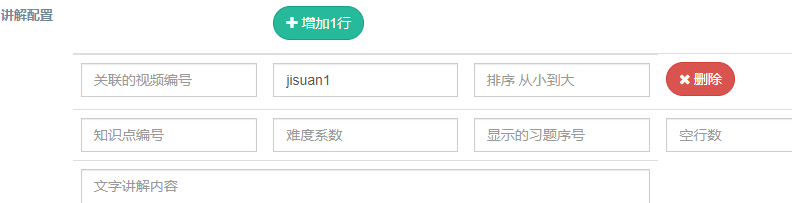 讲解配置
增加1行
关联的视频编号 jisuan1 排序 从小到大 删除
知识点编号 难度系数 显示的习题序号 空行数
文字讲解内容